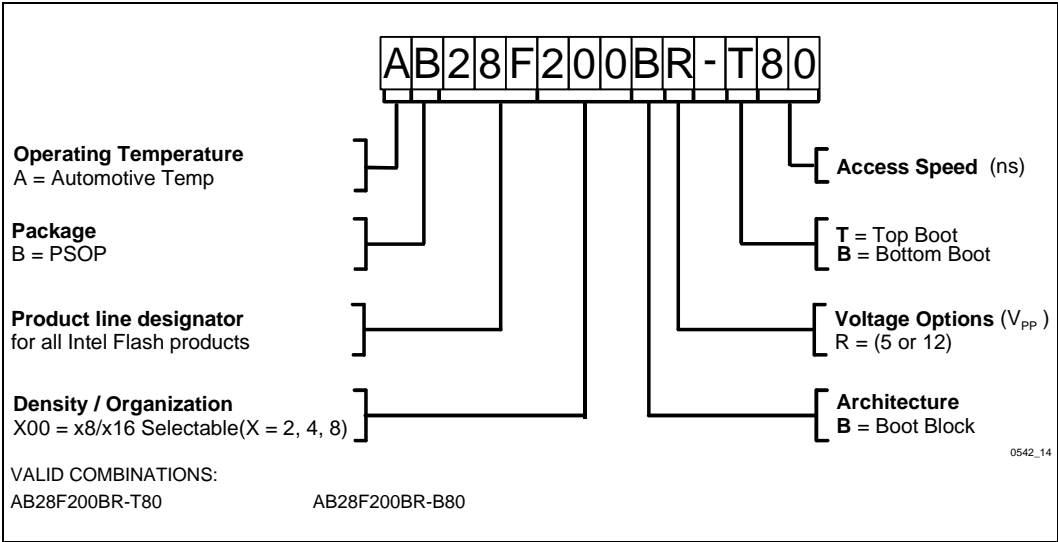 AB28F200BR-T80
Operating Temperature
A = Automotive Temp
Package
B = PSOP
Product line designator
for all Intel Flash products
Density / Organization
X00 = x8/x16 Selectable(X = 2, 4, 8)
Access Speed (ns)
T = Top Boot
B = Bottom Boot
Voltage Options (VPP )
R = (5 or 12)
Architecture
B = Boot Block
0542_14
VALID COMBINATIONS:
AB28F200BR-T80 AB28F200BR-B80